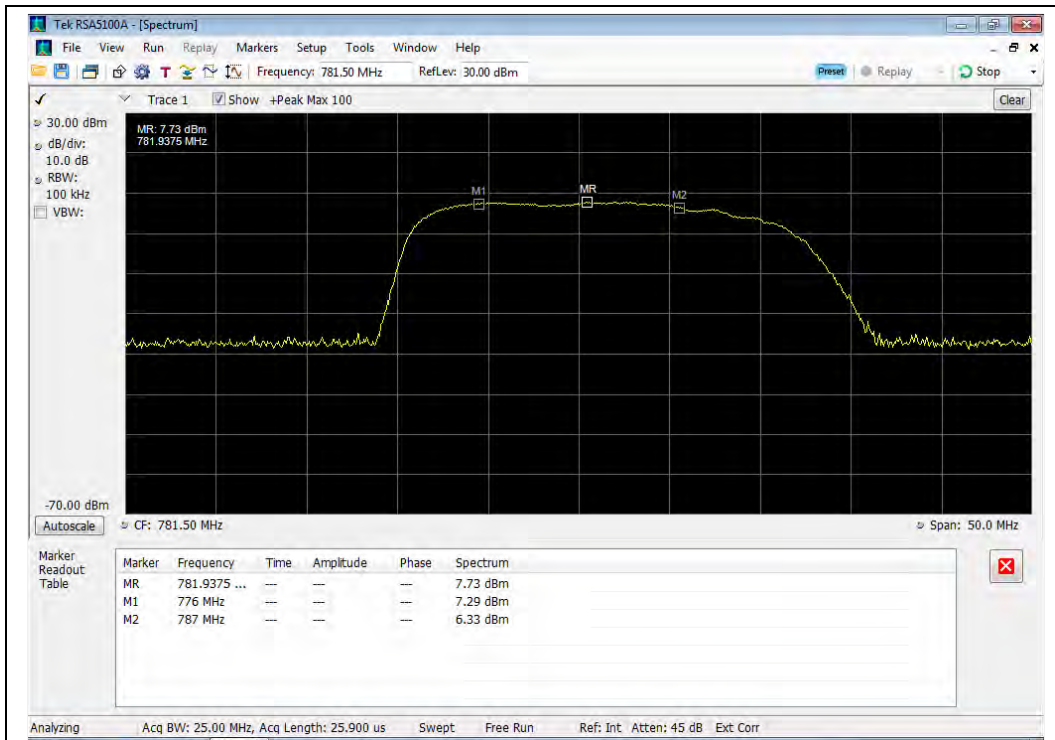 Tek RSA5100A - [Spectrum]
File View Run Replay Markers Setup Tools Window Help
T Frequency: 781.50 MHz RefLev: 30.00 dBm Preset Replay Stop
Trace 1 Show +Peak Max 100 Clear
30.00 dBm
dB/div:
10.0 dB
RBW:
100 kHz
VBW:
MR: 7.73 dBm
781.9375 MHz
M1 MR M2
-70.00 dBm
Autoscale CF: 781.50 MHz Span: 50.0 MHz
Marker
Readout
Table
Marker Frequency Time Amplitude Phase Spectrum
MR 781.9375 ... --- --- --- 7.73 dBm
M1 776 MHz --- --- --- 7.29 dBm
M2 787 MHz --- --- --- 6.33 dBm
Analyzing Acq BW: 25.00 MHz, Acq Length: 25.900 us Swept Free Run Ref: Int Atten: 45 dB Ext Corr